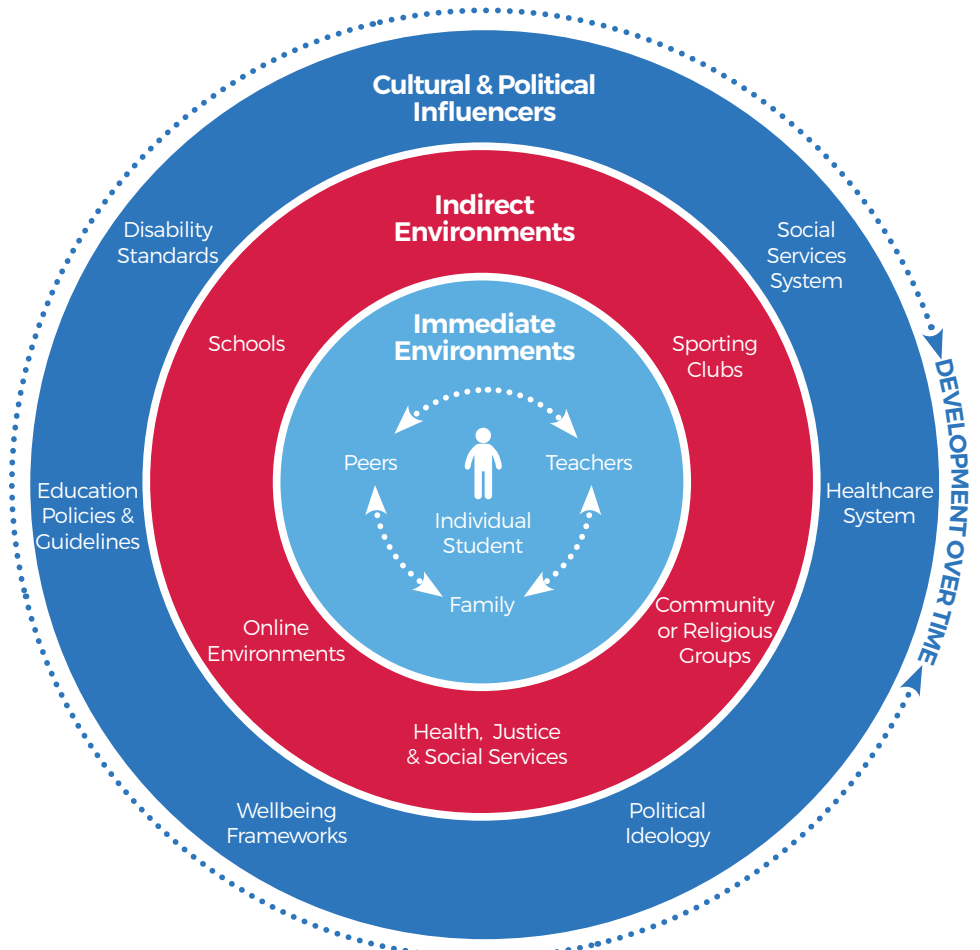 Cultural & Political
Influencers
Disability
Standards
Social
Services
System
Education
Policies &
Guidelines
Healthcare
System
Wellbeing
Frameworks
Political
Ideology
Indirect
Environments
Schools
Sporting
Clubs
Online
Environments
Community
or Religious
Groups
Health, Justice
& Social Services
Immediate
Environments
Peers
Teachers
Individual
Student
Family
DEVELOPMENT OVER TIME